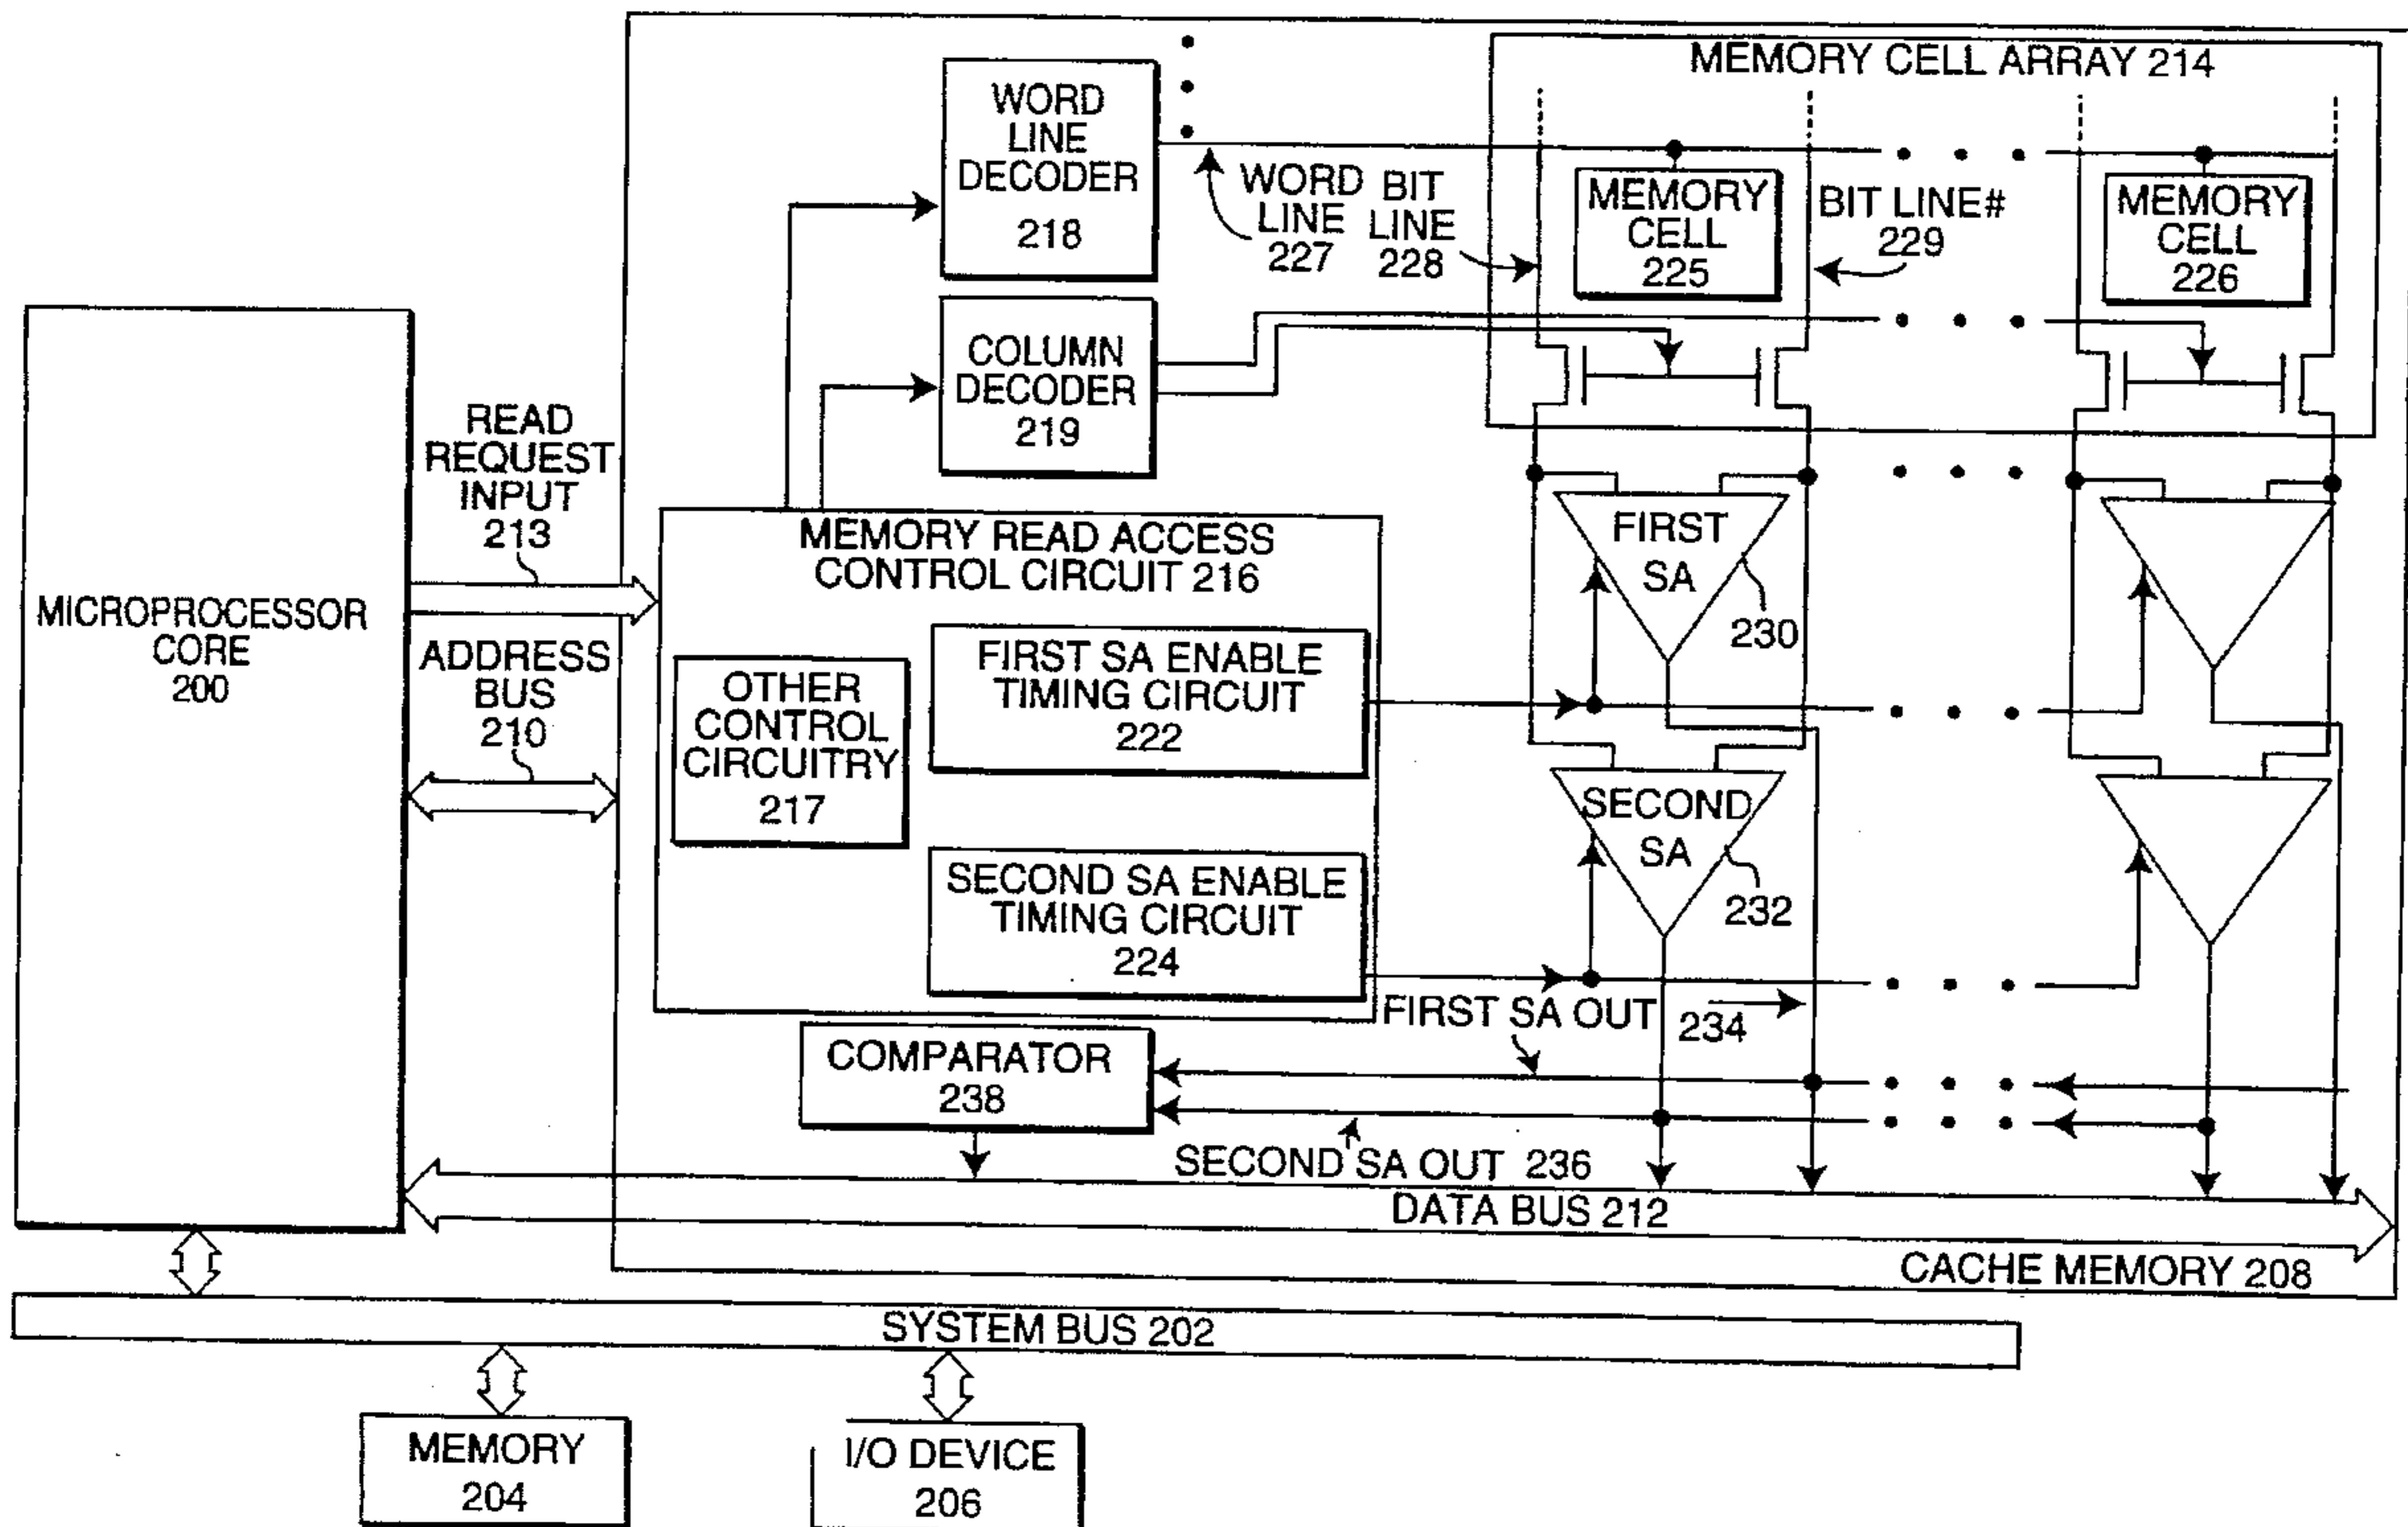 MEMORY CELL ARRAY 214
WORD
LINE
DECODER
218
WORD
LINE
227
BIT
LINE
228
MEMORY
CELL
225
BIT LINE#
229
MEMORY
CELL
226
COLUMN
DECODER
219
READ
REQUEST
INPUT
213
MICROPROCESSOR
CORE
200
ADDRESS
BUS
210
MEMORY READ ACCESS
CONTROL CIRCUIT 216
OTHER
CONTROL
CIRCUITRY
217
FIRST SA ENABLE
TIMING CIRCUIT
222
SECOND SA ENABLE
TIMING CIRCUIT
224
FIRST
SA
230
SECOND
SA
232
FIRST SA OUT
234
COMPARATOR
238
SECOND SA OUT 236
DATA BUS 212
CACHE MEMORY 208
SYSTEM BUS 202
MEMORY
204
I/O DEVICE
206